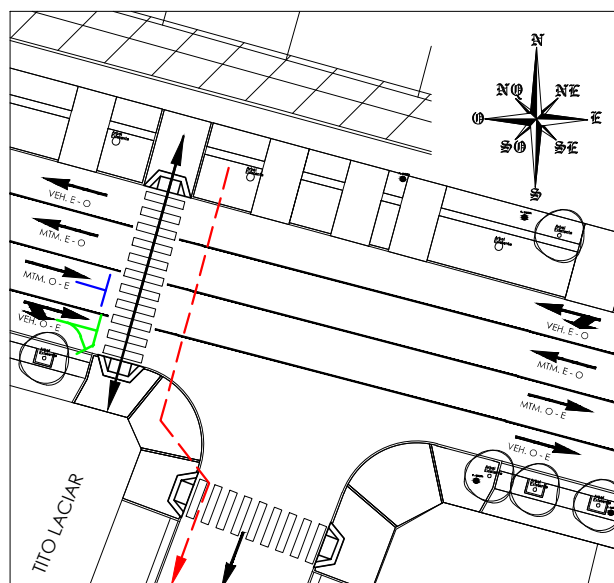 N
NO NE
O E
SO SE
S
VEH. E - O
MTM. E - O
MTM. O - E
VEH. O - E
VEH. E - O
MTM. E - O
MTM. O - E
VEH. O - E
TITO LACIAR